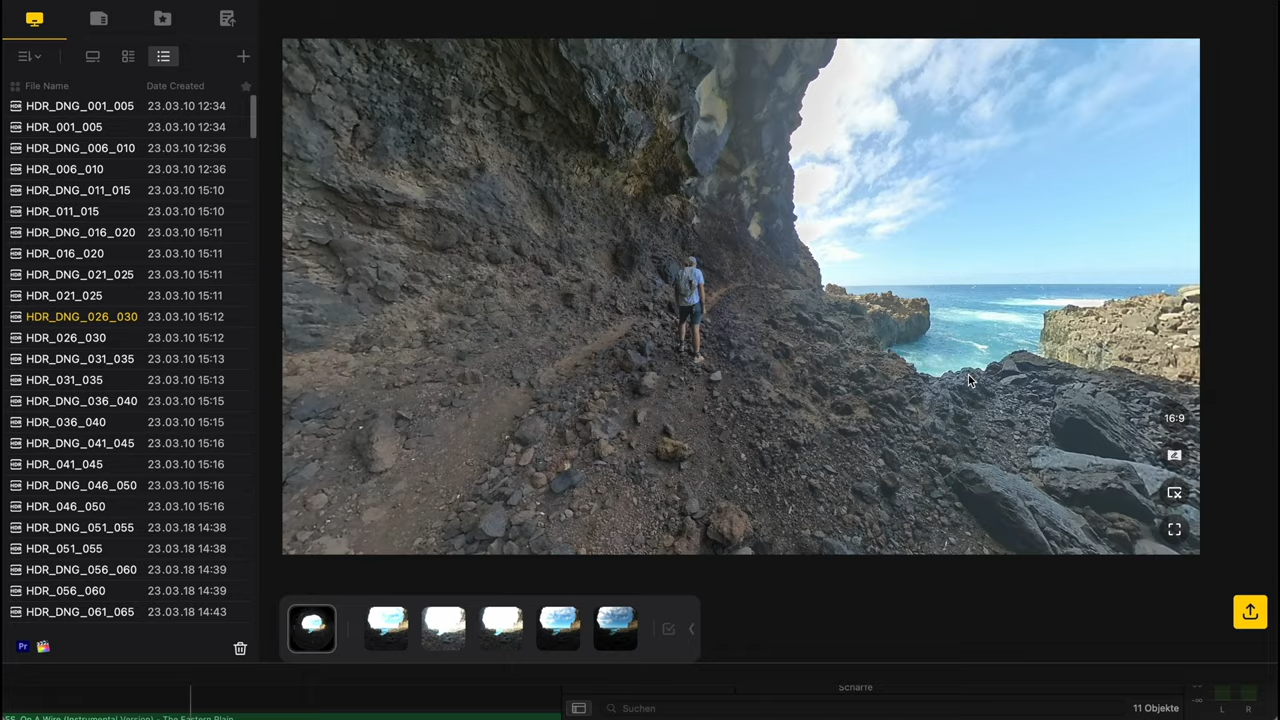 File Name Date Created
HDR_DNG_001_005 23.03.10 12:34
HDR_001_005 23.03.10 12:34
HDR_DNG_006_010 23.03.10 12:36
HDR_006_010 23.03.10 12:36
HDR_DNG_011_015 23.03.10 15:10
HDR_011_015 23.03.10 15:10
HDR_DNG_016_020 23.03.10 15:11
HDR_016_020 23.03.10 15:11
HDR_DNG_021_025 23.03.10 15:11
HDR_021_025 23.03.10 15:11
HDR_DNG_026_030 23.03.10 15:12
HDR_026_030 23.03.10 15:12
HDR_DNG_031_035 23.03.10 15:13
HDR_031_035 23.03.10 15:13
HDR_DNG_036_040 23.03.10 15:15
HDR_036_040 23.03.10 15:15
HDR_DNG_041_045 23.03.10 15:16
HDR_041_045 23.03.10 15:16
HDR_DNG_046_050 23.03.10 15:16
HDR_046_050 23.03.10 15:16
HDR_DNG_051_055 23.03.18 14:38
HDR_051_055 23.03.18 14:38
HDR_DNG_056_060 23.03.18 14:39
HDR_056_060 23.03.18 14:39
HDR_DNG_061_065 23.03.18 14:43
16:9
Pr
Schärfe
Suchen 11 Objekte
L R
On A Wire (Instrumental Version) - The Eastern Plain